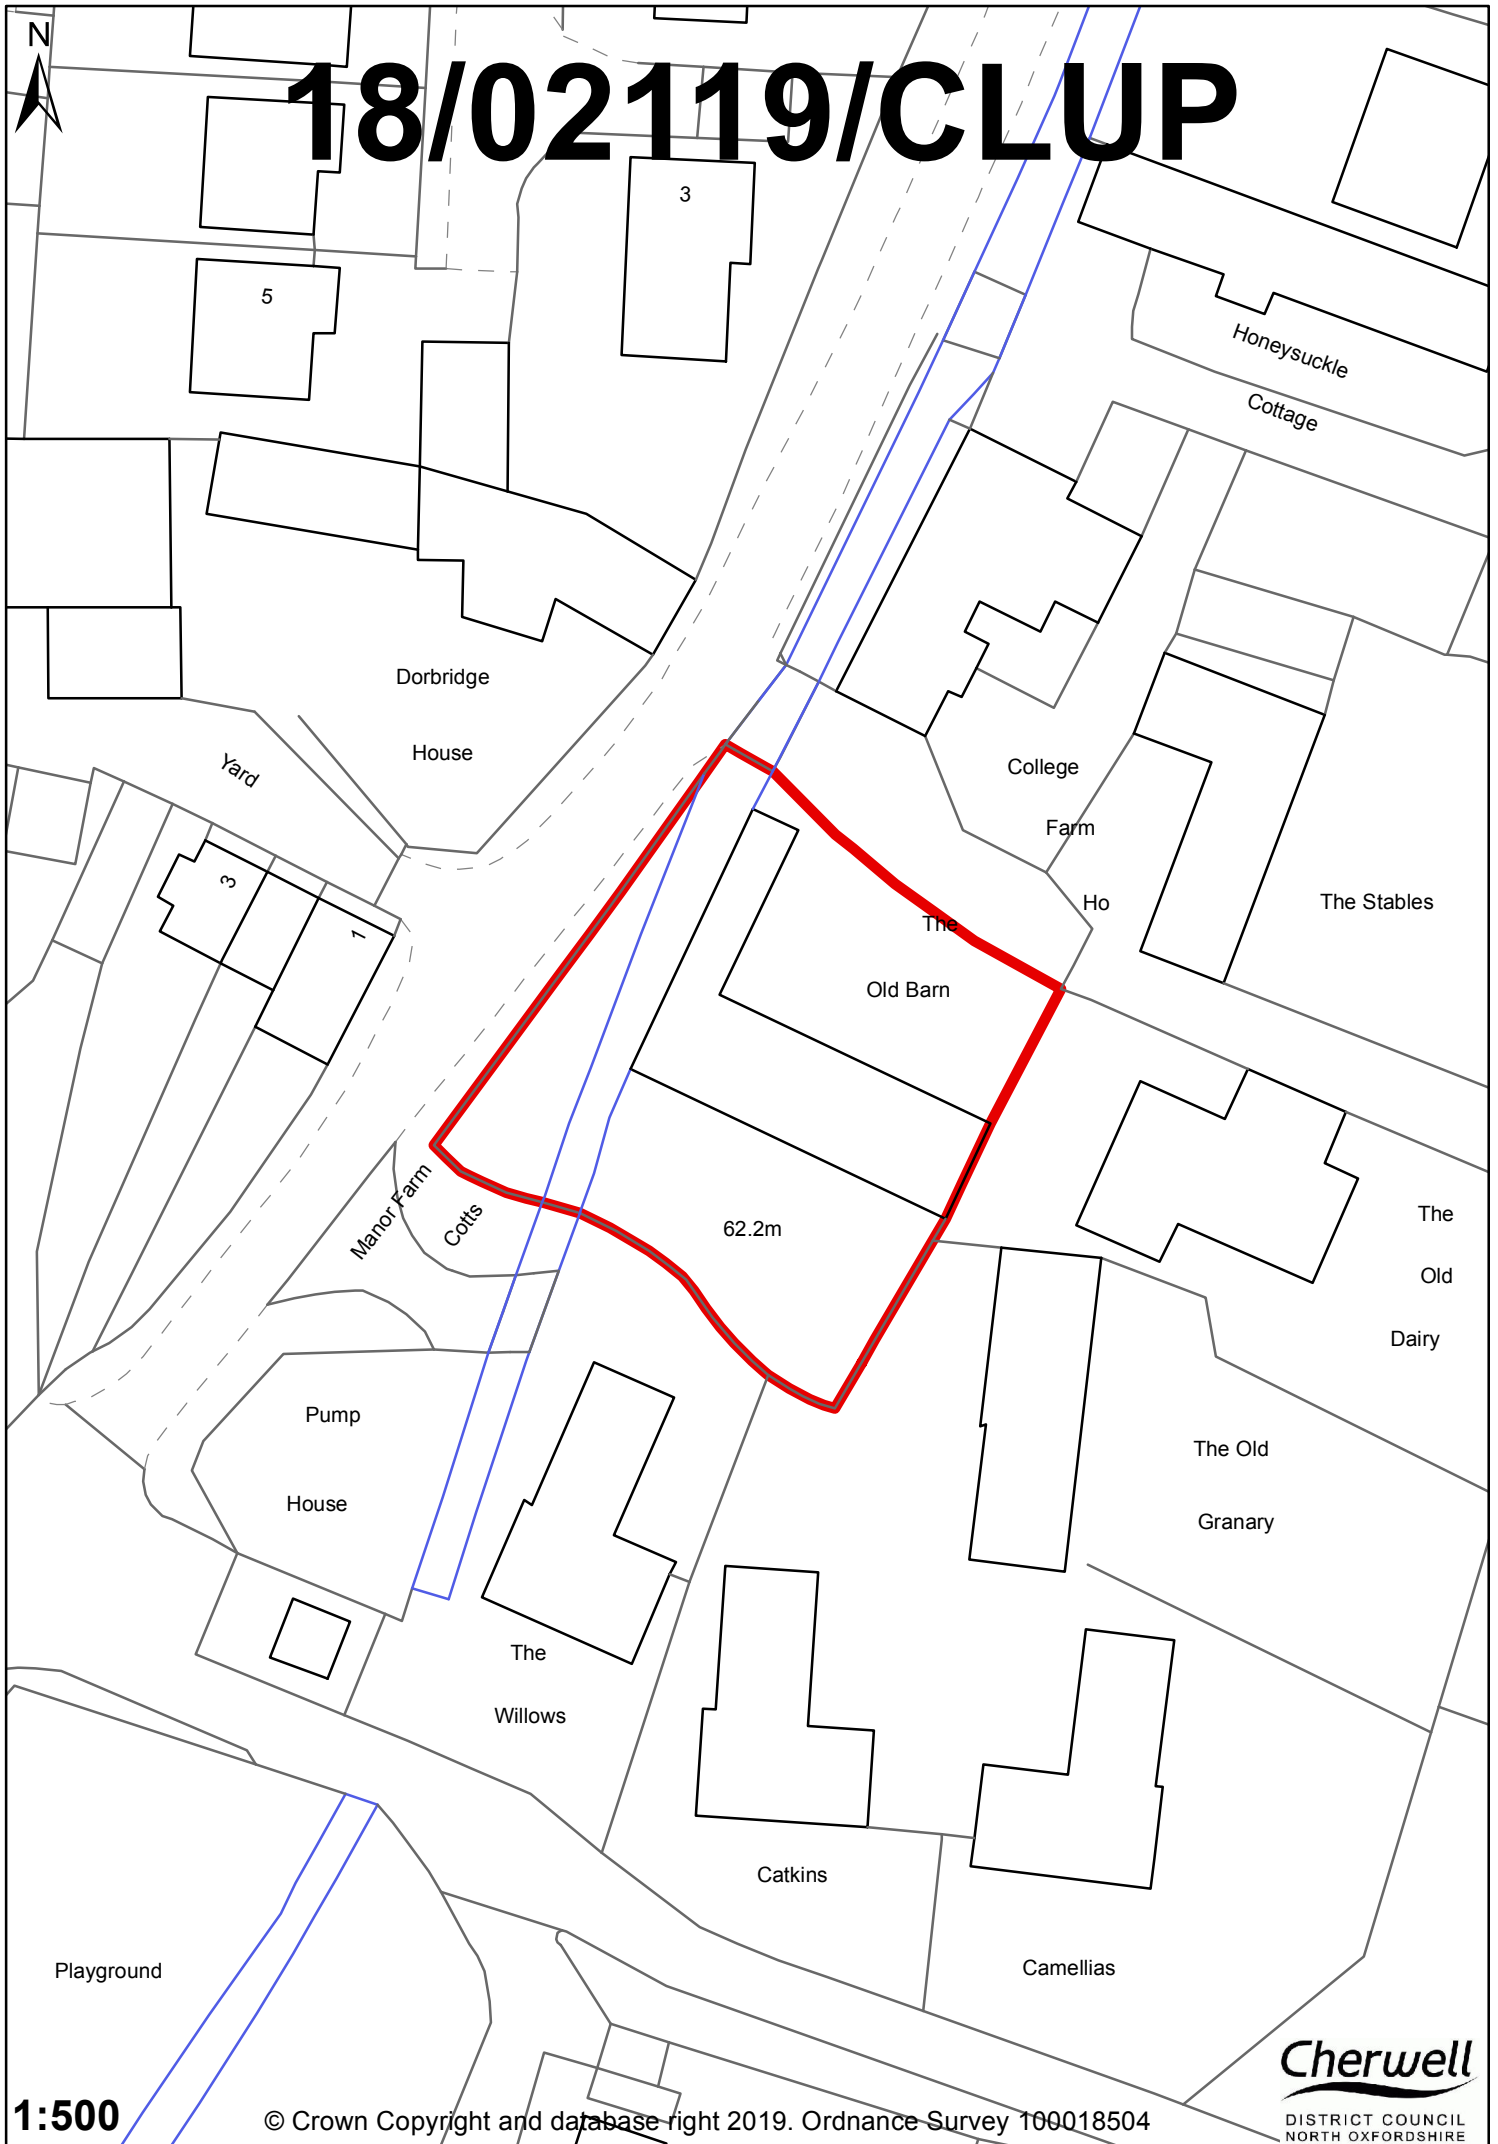 N
18/02119/CLUP
3
5
Honeysuckle
Cottage
Dorbridge
House
Yard
College
Farm
Ho
The Stables
3
1
The
Old Barn
Manor Farm
Cotts
62.2m
The
Old
Dairy
Pump
House
The Old
Granary
The
Willows
Catkins
Camellias
Playground
1:500
© Crown Copyright and database right 2019. Ordnance Survey 100018504
Cherwell
DISTRICT COUNCIL
NORTH OXFORDSHIRE